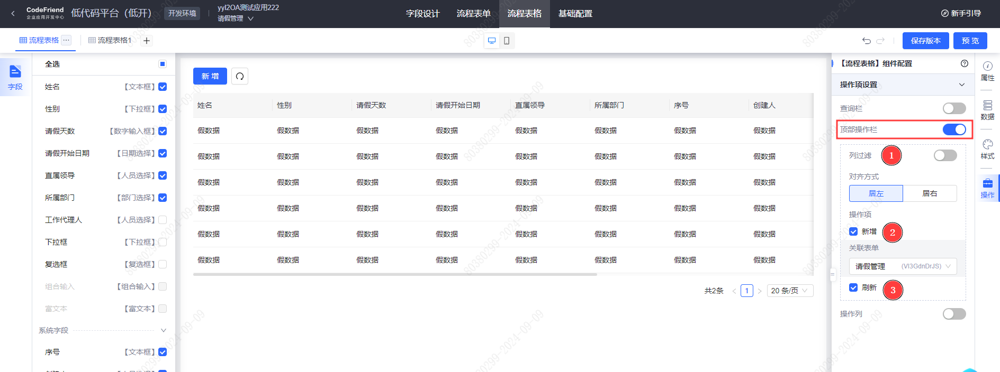 CodeFriend
企业应用开发中心
低代码平台（低开）
开发环境
yyl2OA测试应用222
请假管理
字段设计
流程表单
流程表格
基础配置
新手引导
流程表格
流程表格1
保存版本
预 览
字段
全选
姓名 【文本框】
性别 【下拉框】
请假天数 【数字输入框】
请假开始日期 【日期选择】
直属领导 【人员选择】
所属部门 【部门选择】
工作代理人 【人员选择】
下拉框 【下拉框】
复选框 【复选框】
组合输入 【组合输入】
富文本 【富文本】
系统字段
序号 【文本框】
新 增
姓名 性别 请假天数 请假开始日期 直属领导 所属部门 序号 创建人
假数据 假数据 假数据 假数据 假数据 假数据 假数据 假数据
假数据 假数据 假数据 假数据 假数据 假数据 假数据 假数据
假数据 假数据 假数据 假数据 假数据 假数据 假数据 假数据
假数据 假数据 假数据 假数据 假数据 假数据 假数据 假数据
假数据 假数据 假数据 假数据 假数据 假数据 假数据 假数据
假数据 假数据 假数据 假数据 假数据 假数据 假数据 假数据
共2条 < 1 > 20 条/页
【流程表格】组件配置
操作项设置
查询栏
顶部操作栏
列过滤 1
对齐方式
居左 居右
操作项
新增 2
关联表单
请假管理 (VI3GdnDrJS)
刷新 3
操作列
属性
数据
样式
操作
80380299-2024-09-09